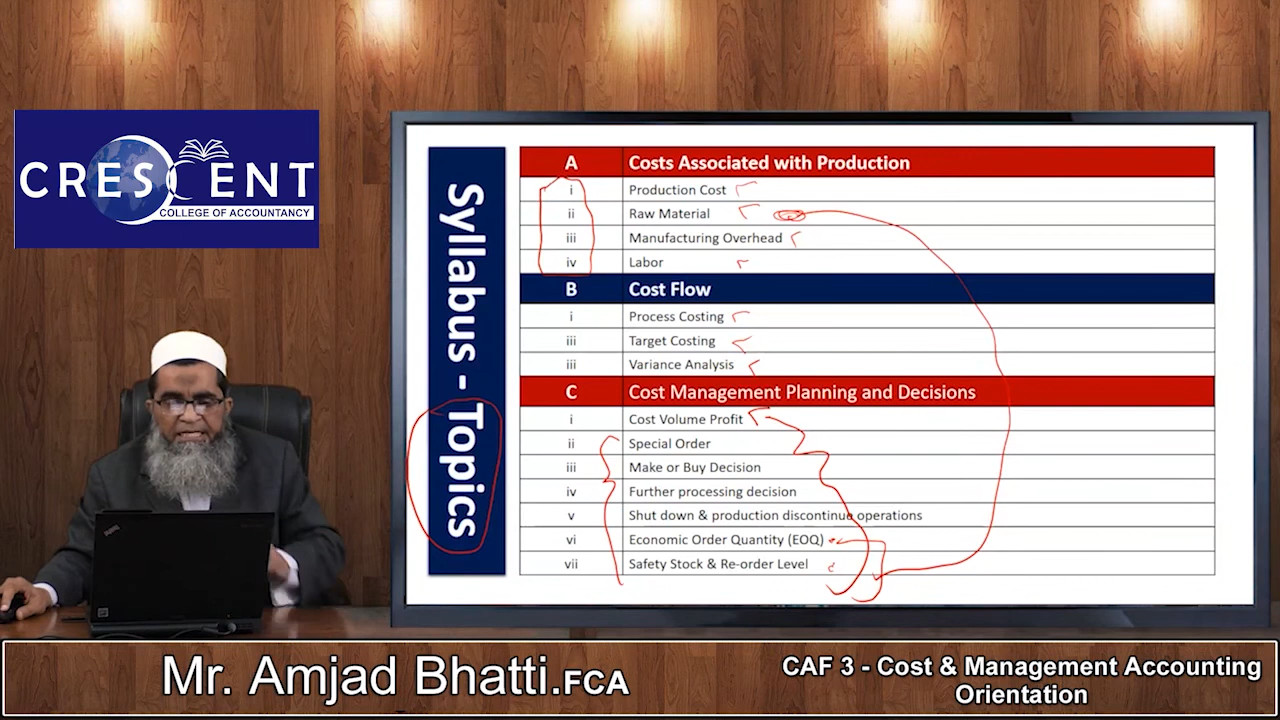 CRESCENT
COLLEGE OF ACCOUNTANCY
Syllabus - Topics
A Costs Associated with Production
i Production Cost
ii Raw Material
iii Manufacturing Overhead
iv Labor
B Cost Flow
i Process Costing
iii Target Costing
iii Variance Analysis
C Cost Management Planning and Decisions
i Cost Volume Profit
ii Special Order
iii Make or Buy Decision
iv Further processing decision
v Shut down & production discontinue operations
vi Economic Order Quantity (EOQ)
vii Safety Stock & Re-order Level
ThinkPad
Mr. Amjad Bhatti.FCA
CAF 3 - Cost & Management Accounting
Orientation